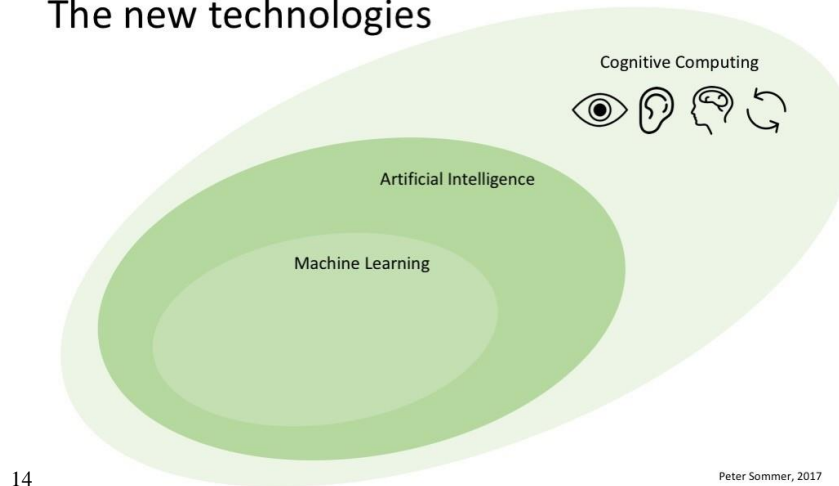 The new technologies
Cognitive Computing
Artificial Intelligence
Machine Learning
14
Peter Sommer, 2017